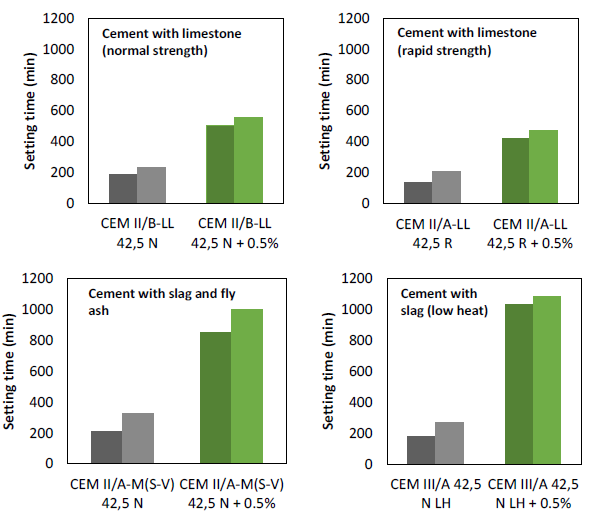 Cement with limestone
(normal strength)
Setting time (min)
1200
1000
800
600
400
200
0
CEM II/B-LL
42,5 N
CEM II/B-LL
42,5 N + 0.5%
Cement with limestone
(rapid strength)
Setting time (min)
1200
1000
800
600
400
200
0
CEM II/A-LL
42,5 R
CEM II/A-LL
42,5 R + 0.5%
Cement with slag and fly
ash
Setting time (min)
1200
1000
800
600
400
200
0
CEM II/A-M(S-V)
42,5 N
CEM II/A-M(S-V)
42,5 N + 0.5%
Cement with
slag (low heat)
Setting time (min)
1200
1000
800
600
400
200
0
CEM III/A 42,5
N LH
CEM III/A 42,5
N LH + 0.5%